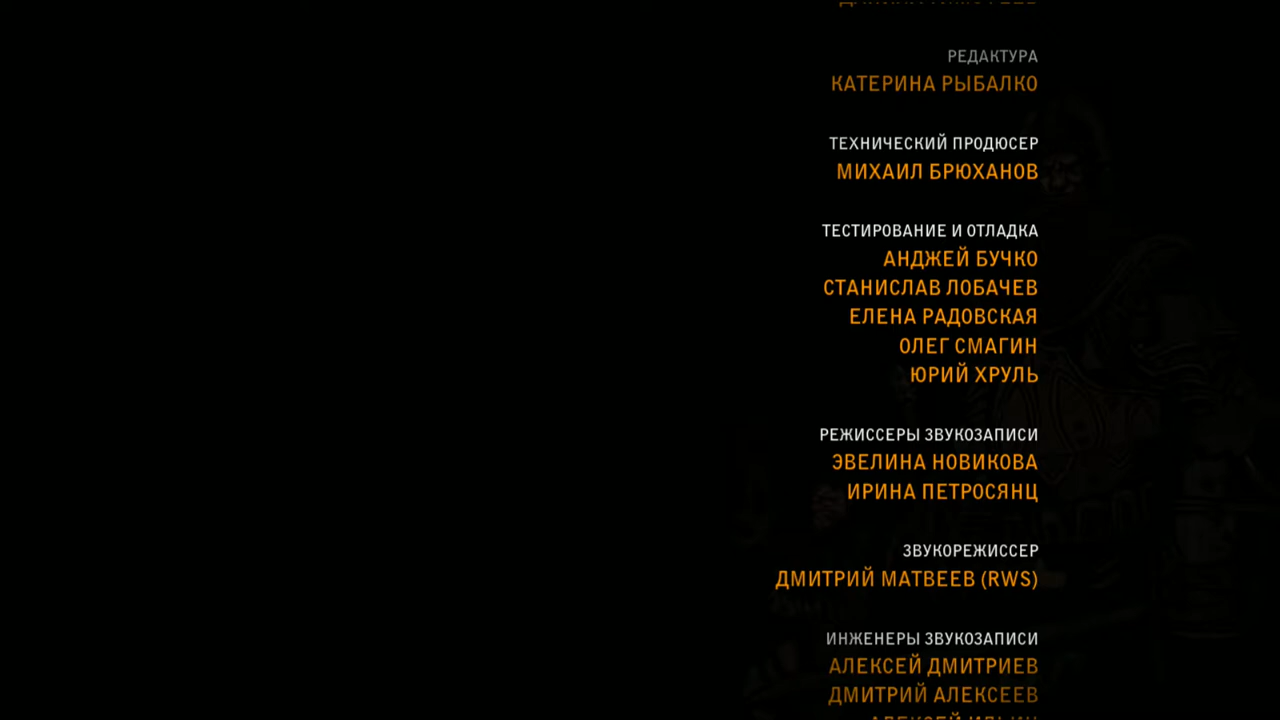 РЕДАКТУРА
КАТЕРИНА РЫБАЛКО
ТЕХНИЧЕСКИЙ ПРОДЮСЕР
МИХАИЛ БРЮХАНОВ
ТЕСТИРОВАНИЕ И ОТЛАДКА
АНДЖЕЙ БУЧКО
СТАНИСЛАВ ЛОБАЧЕВ
ЕЛЕНА РАДОВСКАЯ
ОЛЕГ СМАГИН
ЮРИЙ ХРУЛЬ
РЕЖИССЕРЫ ЗВУКОЗАПИСИ
ЭВЕЛИНА НОВИКОВА
ИРИНА ПЕТРОСЯНЦ
ЗВУКОРЕЖИССЕР
ДМИТРИЙ МАТВЕЕВ (RWS)
ИНЖЕНЕРЫ ЗВУКОЗАПИСИ
АЛЕКСЕЙ ДМИТРИЕВ
ДМИТРИЙ АЛЕКСЕЕВ